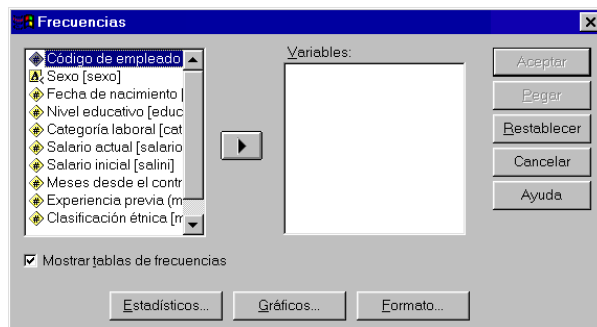 Frecuencias
Código de empleado
Sexo [sexo]
Fecha de nacimiento [
Nivel educativo [educ
Categoría laboral [cat
Salario actual [salario
Salario inicial [salini]
Meses desde el contr
Experiencia previa (m
Clasificación étnica [m
Variables:
Aceptar
Pegar
Restablecer
Cancelar
Ayuda
Mostrar tablas de frecuencias
Estadísticos...
Gráficos...
Formato...